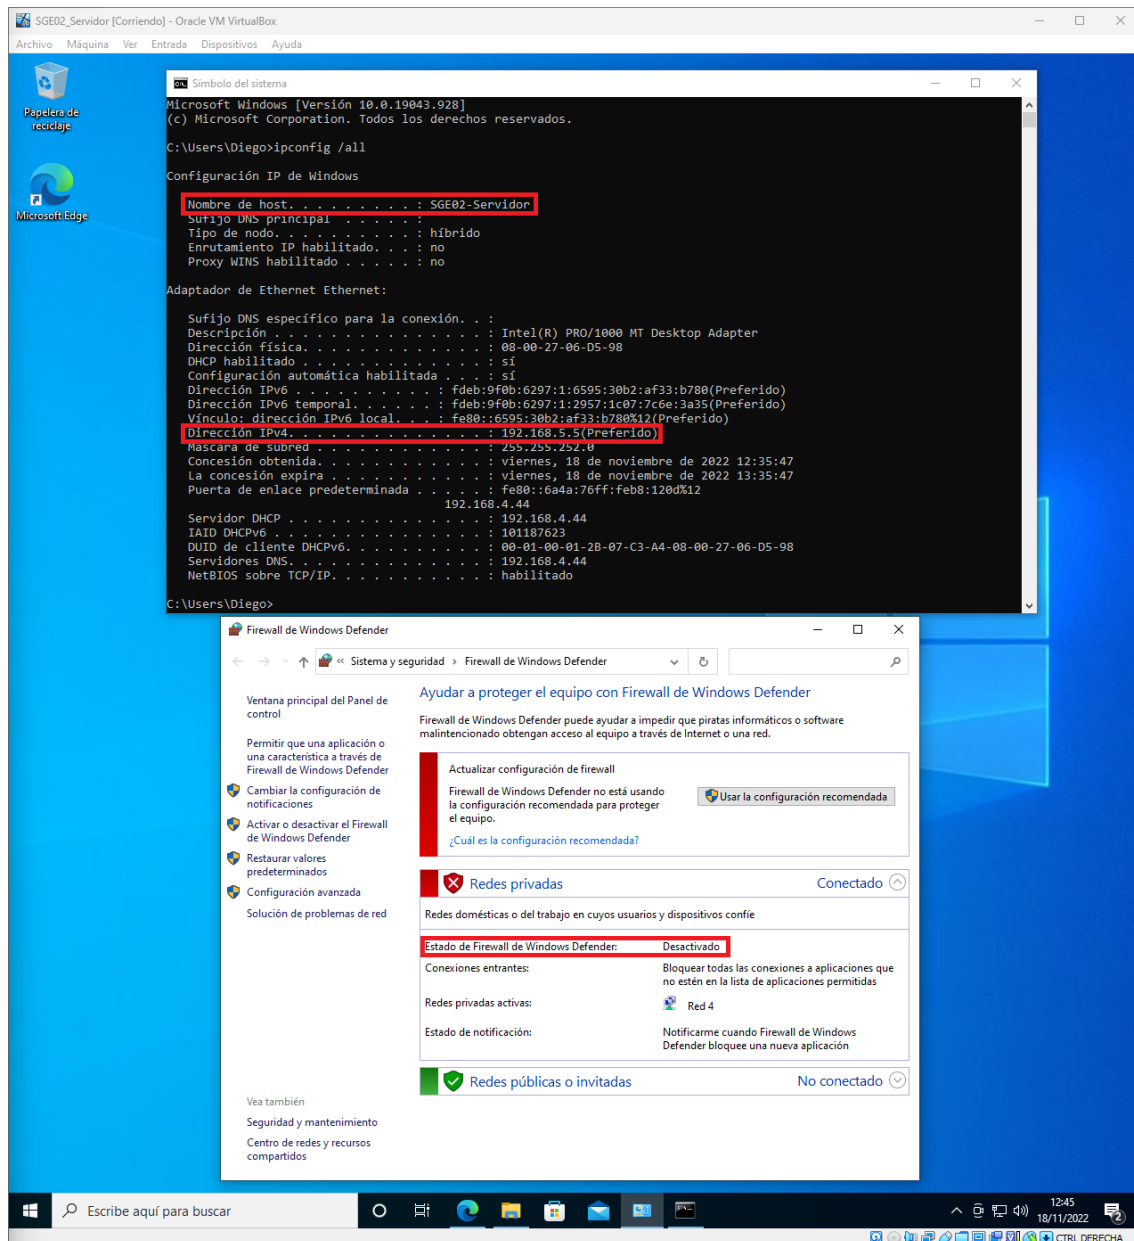 SGE02_Servidor [Corriendo] - Oracle VM VirtualBox
Archivo Máquina Ver Entrada Dispositivos Ayuda
Papelera de
reciclaje
Microsoft Edge
Símbolo del sistema
Microsoft Windows [Versión 10.0.19043.928]
(c) Microsoft Corporation. Todos los derechos reservados.
C:\Users\Diego>ipconfig /all
Configuración IP de Windows
Nombre de host. . . . . . . . . : SGE02-Servidor
Sufijo DNS principal . . . . . :
Tipo de nodo. . . . . . . . . . : híbrido
Enrutamiento IP habilitado. . . : no
Proxy WINS habilitado . . . . . : no
Adaptador de Ethernet Ethernet:
Sufijo DNS específico para la conexión. . :
Descripción . . . . . . . . . . . . . . . : Intel(R) PRO/1000 MT Desktop Adapter
Dirección física. . . . . . . . . . . . . : 08-00-27-06-D5-98
DHCP habilitado . . . . . . . . . . . . . : sí
Configuración automática habilitada . . . : sí
Dirección IPv6 . . . . . . . . . . : fdeb:9f0b:6297:1:6595:30b2:af33:b780(Preferido)
Dirección IPv6 temporal. . . . . . : fdeb:9f0b:6297:1:2957:1c07:7c6e:3a35(Preferido)
Vínculo: dirección IPv6 local. . . : fe80::6595:30b2:af33:b780%12(Preferido)
Dirección IPv4. . . . . . . . . . . . . . : 192.168.5.5(Preferido)
Máscara de subred . . . . . . . . . . . . : 255.255.252.0
Concesión obtenida. . . . . . . . . . . . : viernes, 18 de noviembre de 2022 12:35:47
La concesión expira . . . . . . . . . . . : viernes, 18 de noviembre de 2022 13:35:47
Puerta de enlace predeterminada . . . . . : fe80::6a4a:76ff:feb8:120d%12
192.168.4.44
Servidor DHCP . . . . . . . . . . . . . . : 192.168.4.44
IAID DHCPv6 . . . . . . . . . . . . . . . : 101187623
DUID de cliente DHCPv6. . . . . . . . . . : 00-01-00-01-2B-07-C3-A4-08-00-27-06-D5-98
Servidores DNS. . . . . . . . . . . . . . : 192.168.4.44
NetBIOS sobre TCP/IP. . . . . . . . . . . : habilitado
C:\Users\Diego>
Firewall de Windows Defender
« Sistema y seguridad > Firewall de Windows Defender
Ventana principal del Panel de
control
Permitir que una aplicación o
una característica a través de
Firewall de Windows Defender
Cambiar la configuración de
notificaciones
Activar o desactivar el Firewall
de Windows Defender
Restaurar valores
predeterminados
Configuración avanzada
Solución de problemas de red
Ayudar a proteger el equipo con Firewall de Windows Defender
Firewall de Windows Defender puede ayudar a impedir que piratas informáticos o software
malintencionado obtengan acceso al equipo a través de Internet o una red.
Actualizar configuración de firewall
Firewall de Windows Defender no está usando
la configuración recomendada para proteger
el equipo.
Usar la configuración recomendada
¿Cuál es la configuración recomendada?
Redes privadas Conectado
Redes domésticas o del trabajo en cuyos usuarios y dispositivos confíe
Estado de Firewall de Windows Defender: Desactivado
Conexiones entrantes: Bloquear todas las conexiones a aplicaciones que
no estén en la lista de aplicaciones permitidas
Redes privadas activas: Red 4
Estado de notificación: Notificarme cuando Firewall de Windows
Defender bloquee una nueva aplicación
Redes públicas o invitadas No conectado
Vea también
Seguridad y mantenimiento
Centro de redes y recursos
compartidos
Escribe aquí para buscar
12:45
18/11/2022
2
CTRL DERECHA